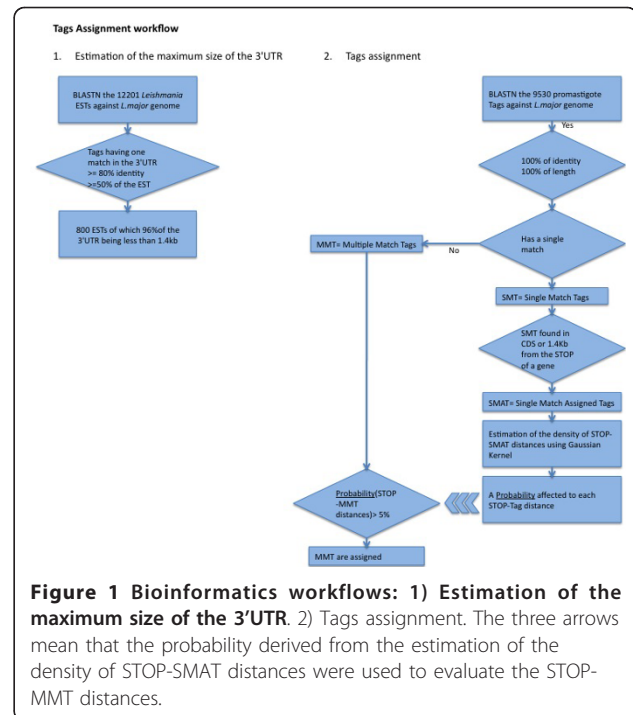 Tags Assignment workflow
1. Estimation of the maximum size of the 3'UTR
BLASTN the 12201 Leishmania
ESTs against L.major genome
Tags having one
match in the 3'UTR
>= 80% identity
>=50% of the EST
800 ESTs of which 96%of the
3'UTR being less than 1.4kb
2. Tags assignment
BLASTN the 9530 promastigote
Tags against L.major genome
Yes
100% of identity
100% of length
Has a single
match
No
MMT= Multiple Match Tags
SMT= Single Match Tags
SMT found in
CDS or 1.4Kb
from the STOP
of a gene
SMAT= Single Match Assigned Tags
Estimation of the density of STOP-
SMAT distances using Gaussian
Kernel
A Probability affected to each
STOP-Tag distance
Probability(STOP
-MMT
distances)> 5%
MMT are assigned
Figure 1 Bioinformatics workflows: 1) Estimation of the
maximum size of the 3'UTR. 2) Tags assignment. The three arrows
mean that the probability derived from the estimation of the
density of STOP-SMAT distances were used to evaluate the STOP-
MMT distances.